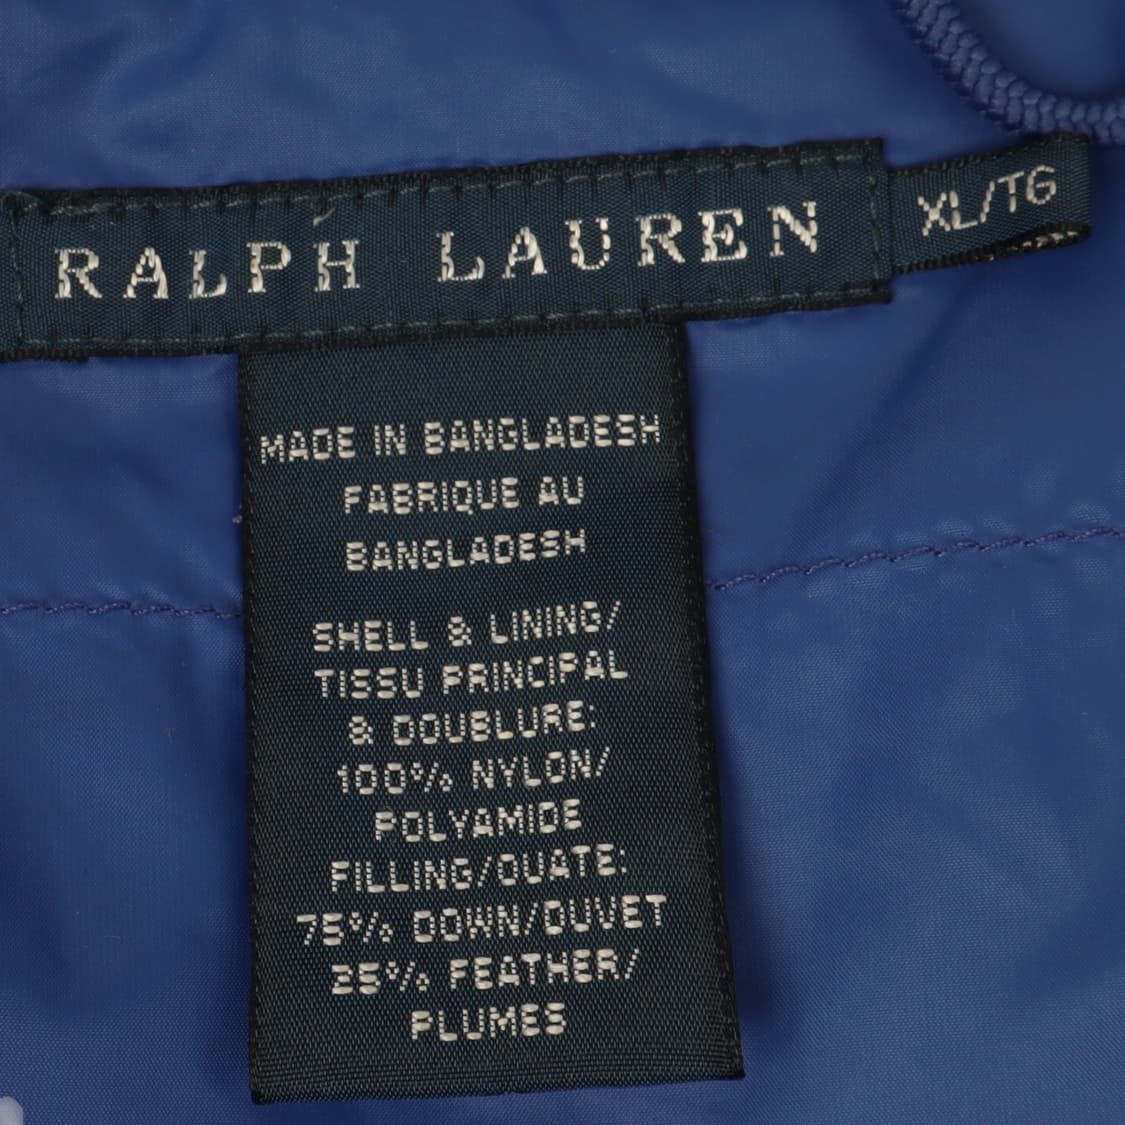 RALPH LAUREN
XL/TG
MADE IN BANGLADESH
FABRIQUE AU
BANGLADESH
SHELL & LINING/
TISSU PRINCIPAL
& DOUBLURE:
100% NYLON/
POLYAMIDE
FILLING/OUATE:
75% DOWN/DUVET
25% FEATHER/
PLUMES